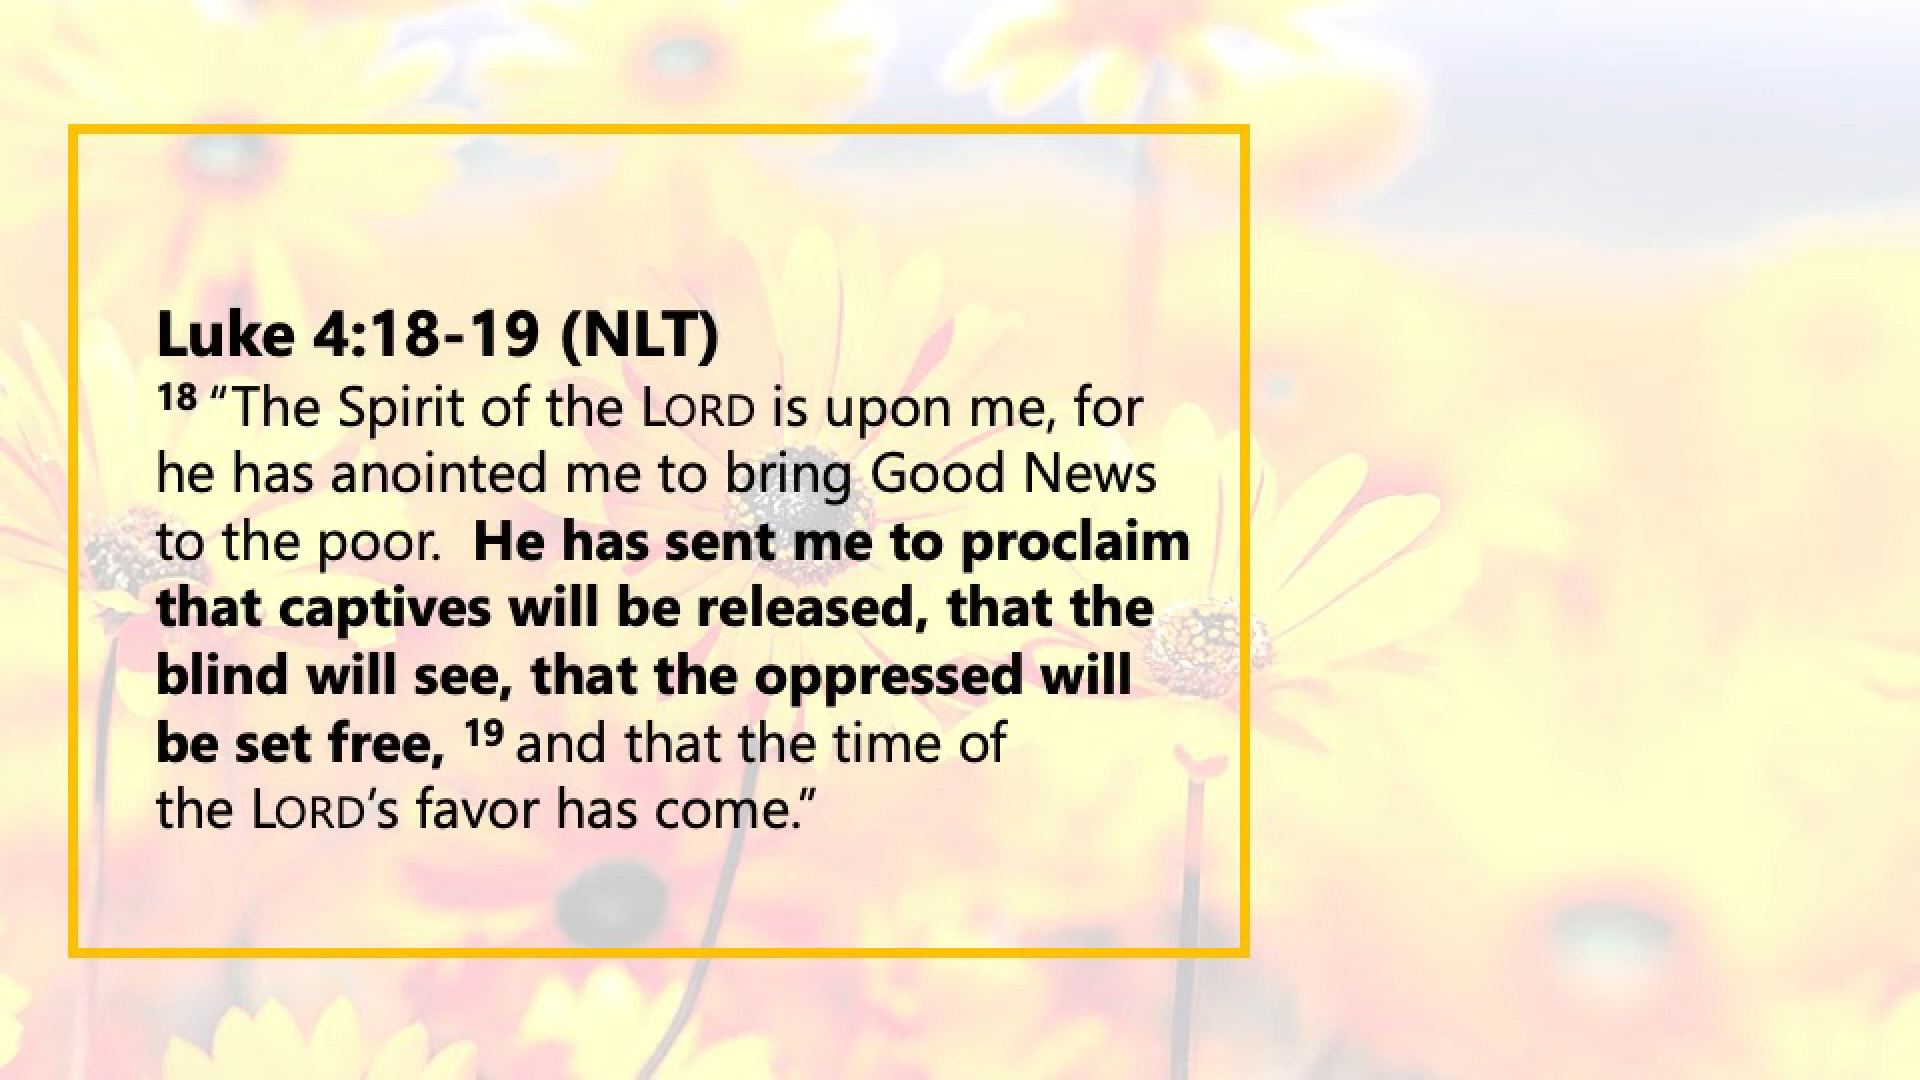 Luke 4:18-19 (NLT)
18 “The Spirit of the LORD is upon me, for
he has anointed me to bring Good News
to the poor.  He has sent me to proclaim
that captives will be released, that the
blind will see, that the oppressed will
be set free, 19 and that the time of
the LORD’s favor has come.”